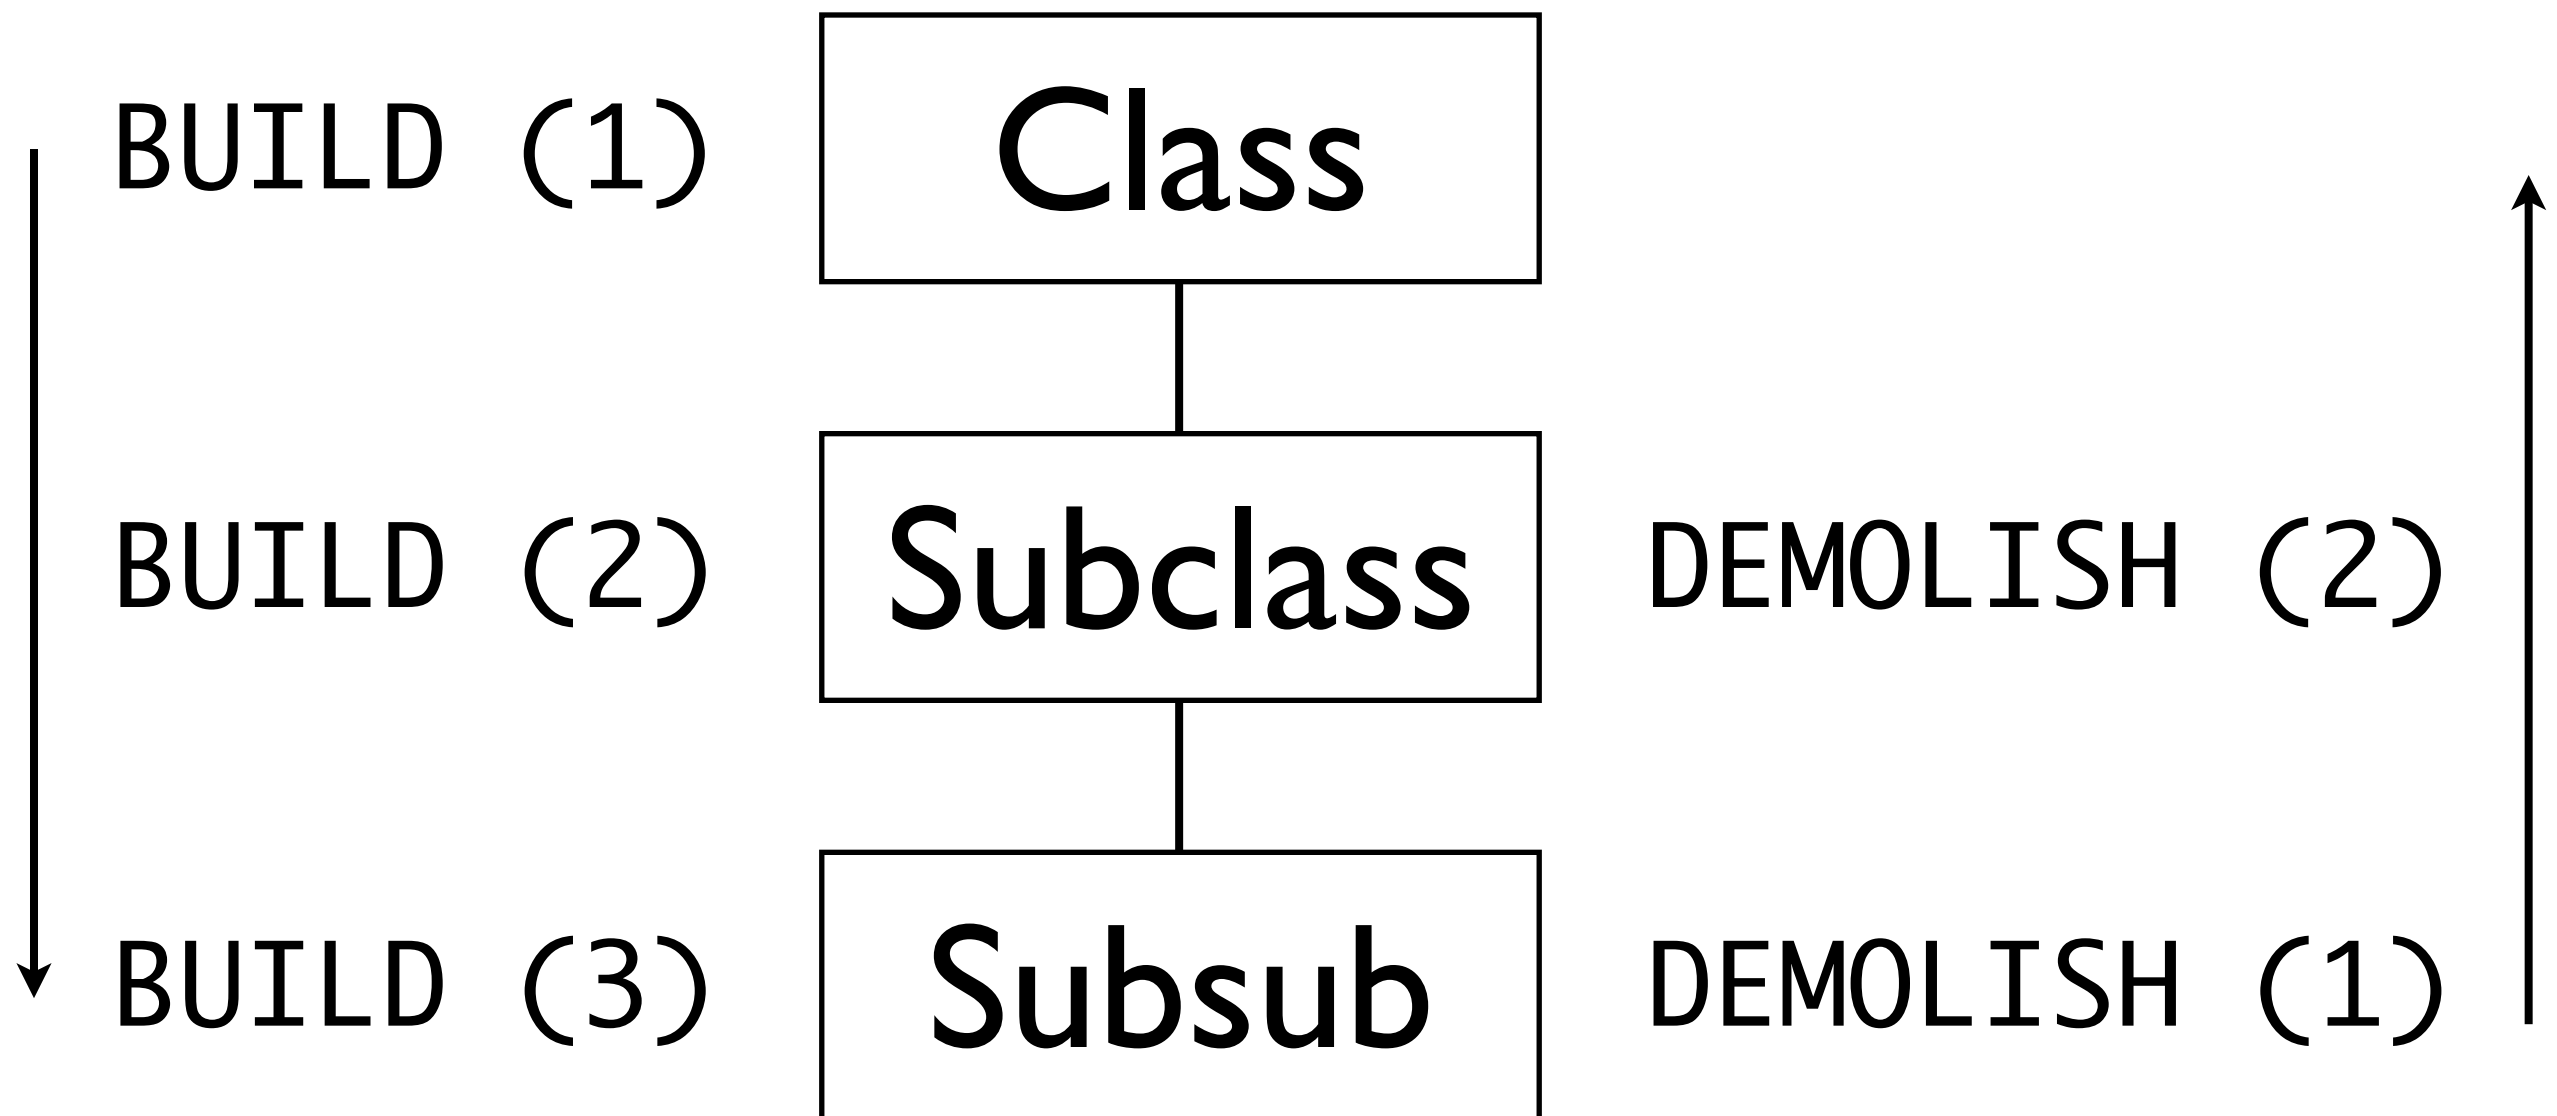 BUILD (1) Class
BUILD (2) Subclass DEMOLISH (2)
BUILD (3) Subsub DEMOLISH (1)